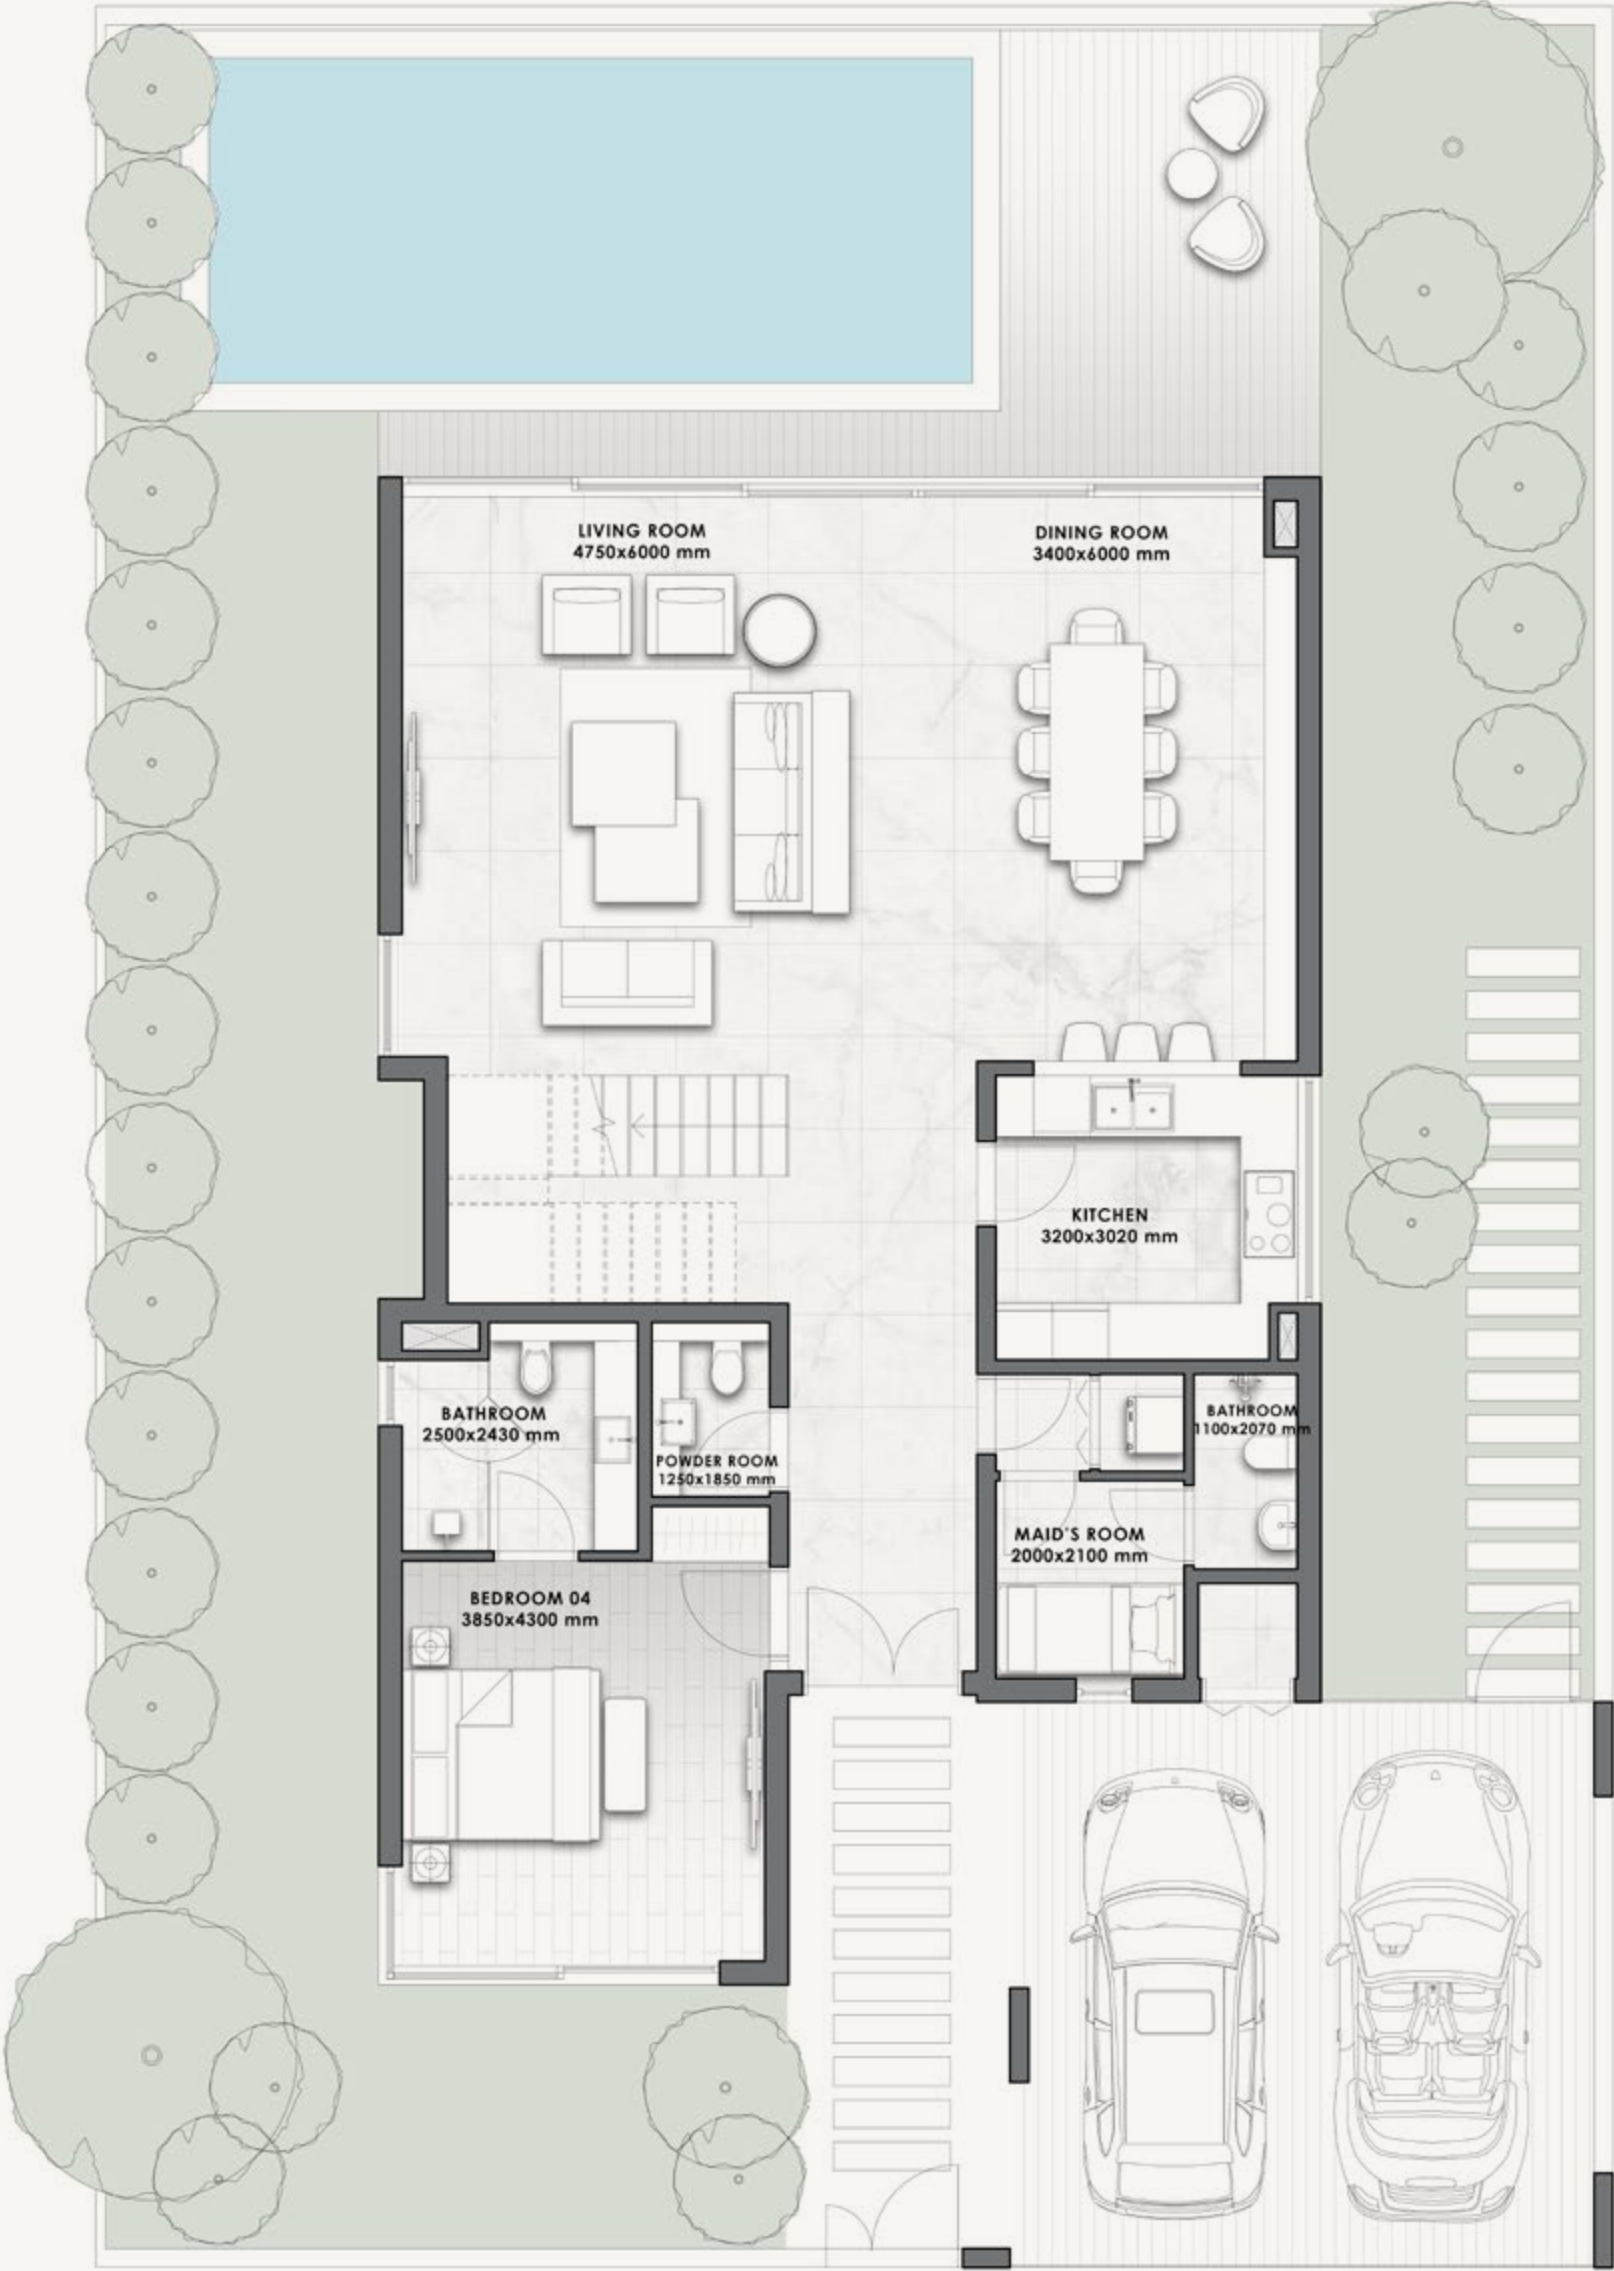 LIVING ROOM
4750x6000 mm
DINING ROOM
3400x6000 mm
KITCHEN
3200x3020 mm
BATHROOM
2500x2430 mm
POWDER ROOM
1250x1850 mm
BATHROOM
1100x2070 mm
MAID'S ROOM
2000x2100 mm
BEDROOM 04
3850x4300 mm